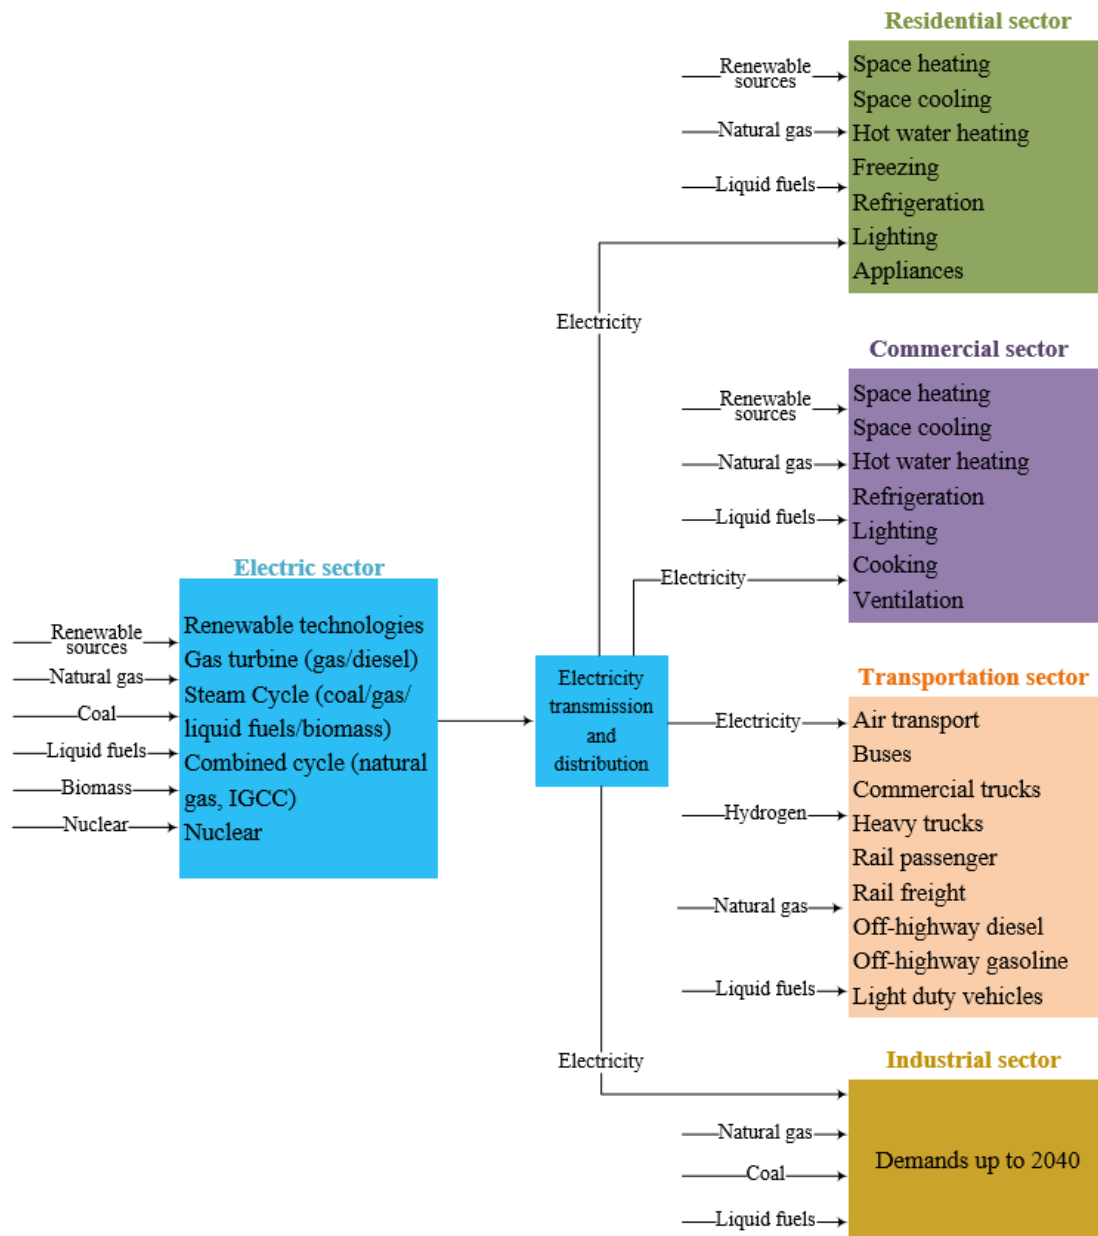 Residential sector
Renewable
sources
Natural gas
Liquid fuels
Space heating
Space cooling
Hot water heating
Freezing
Refrigeration
Lighting
Appliances
Electricity
Commercial sector
Renewable
sources
Natural gas
Liquid fuels
Electricity
Space heating
Space cooling
Hot water heating
Refrigeration
Lighting
Cooking
Ventilation
Electric sector
Renewable
sources
Natural gas
Coal
Liquid fuels
Biomass
Nuclear
Renewable technologies
Gas turbine (gas/diesel)
Steam Cycle (coal/gas/
liquid fuels/biomass)
Combined cycle (natural
gas, IGCC)
Nuclear
Electricity
transmission
and
distribution
Transportation sector
Electricity
Hydrogen
Natural gas
Liquid fuels
Air transport
Buses
Commercial trucks
Heavy trucks
Rail passenger
Rail freight
Off-highway diesel
Off-highway gasoline
Light duty vehicles
Industrial sector
Electricity
Natural gas
Coal
Liquid fuels
Demands up to 2040